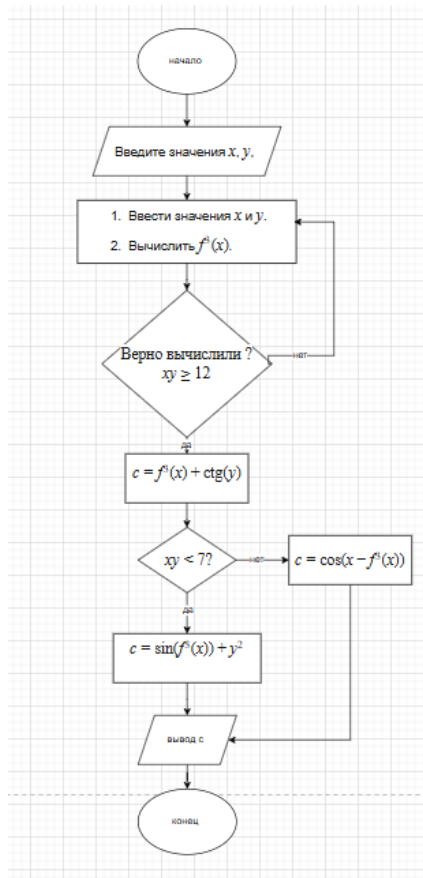 начало
Введите значения x, y,
1. Ввести значения x и y.
2. Вычислить f³(x).
Верно вычислили ?
xy ≥ 12
нет
да
c = f³(x) + ctg(y)
xy < 7?
нет
c = cos(x − f³(x))
да
c = sin(f⁵(x)) + y²
вывод с
конец